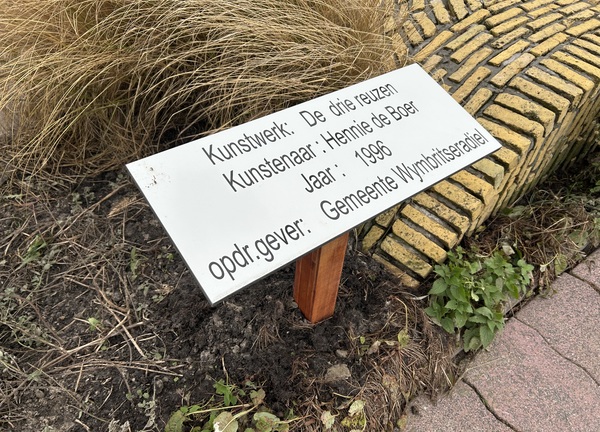 Kunstwerk: De drie reuzen
Kunstenaar: Hennie de Boer
Jaar: 1996
opdr.gever: Gemeente Wymbritseradiel